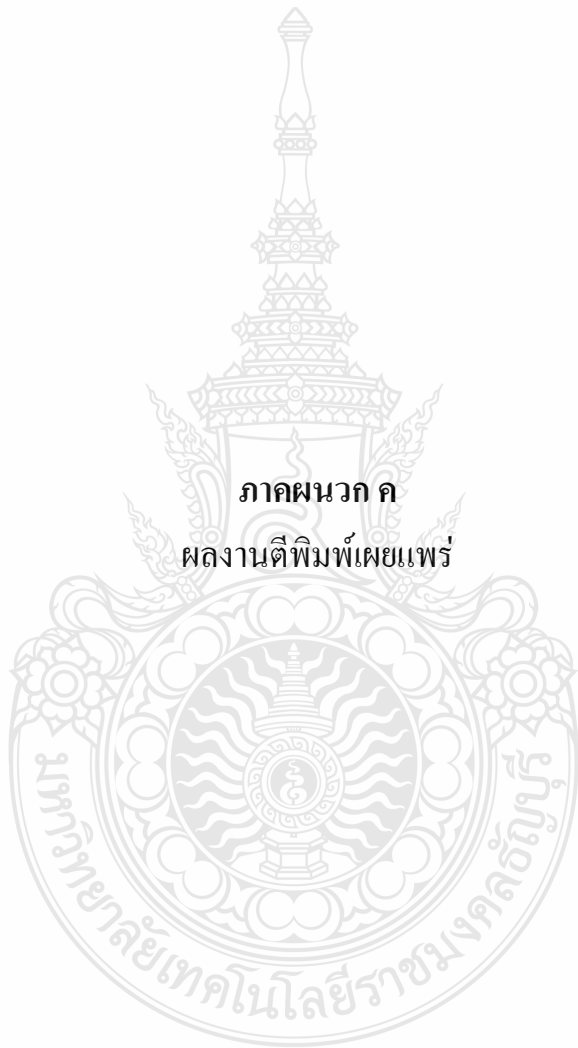 ภาคผนวก ค
ผลงานตีพิมพ์เผยแพร่
มหาวิทยาลัยเทคโนโลยีราชมงคลธัญบุรี